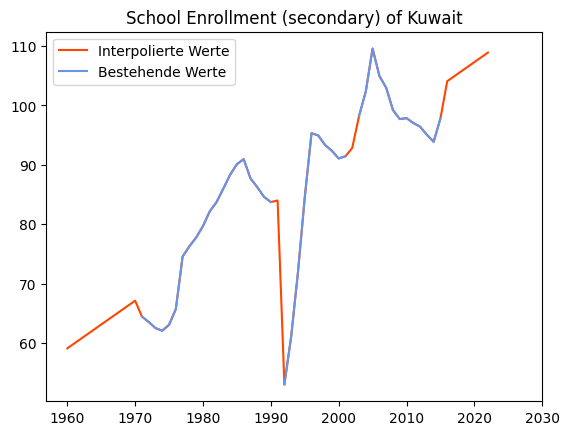 School Enrollment (secondary) of Kuwait
Interpolierte Werte
Bestehende Werte
110
100
90
80
70
60
1960 1970 1980 1990 2000 2010 2020 2030